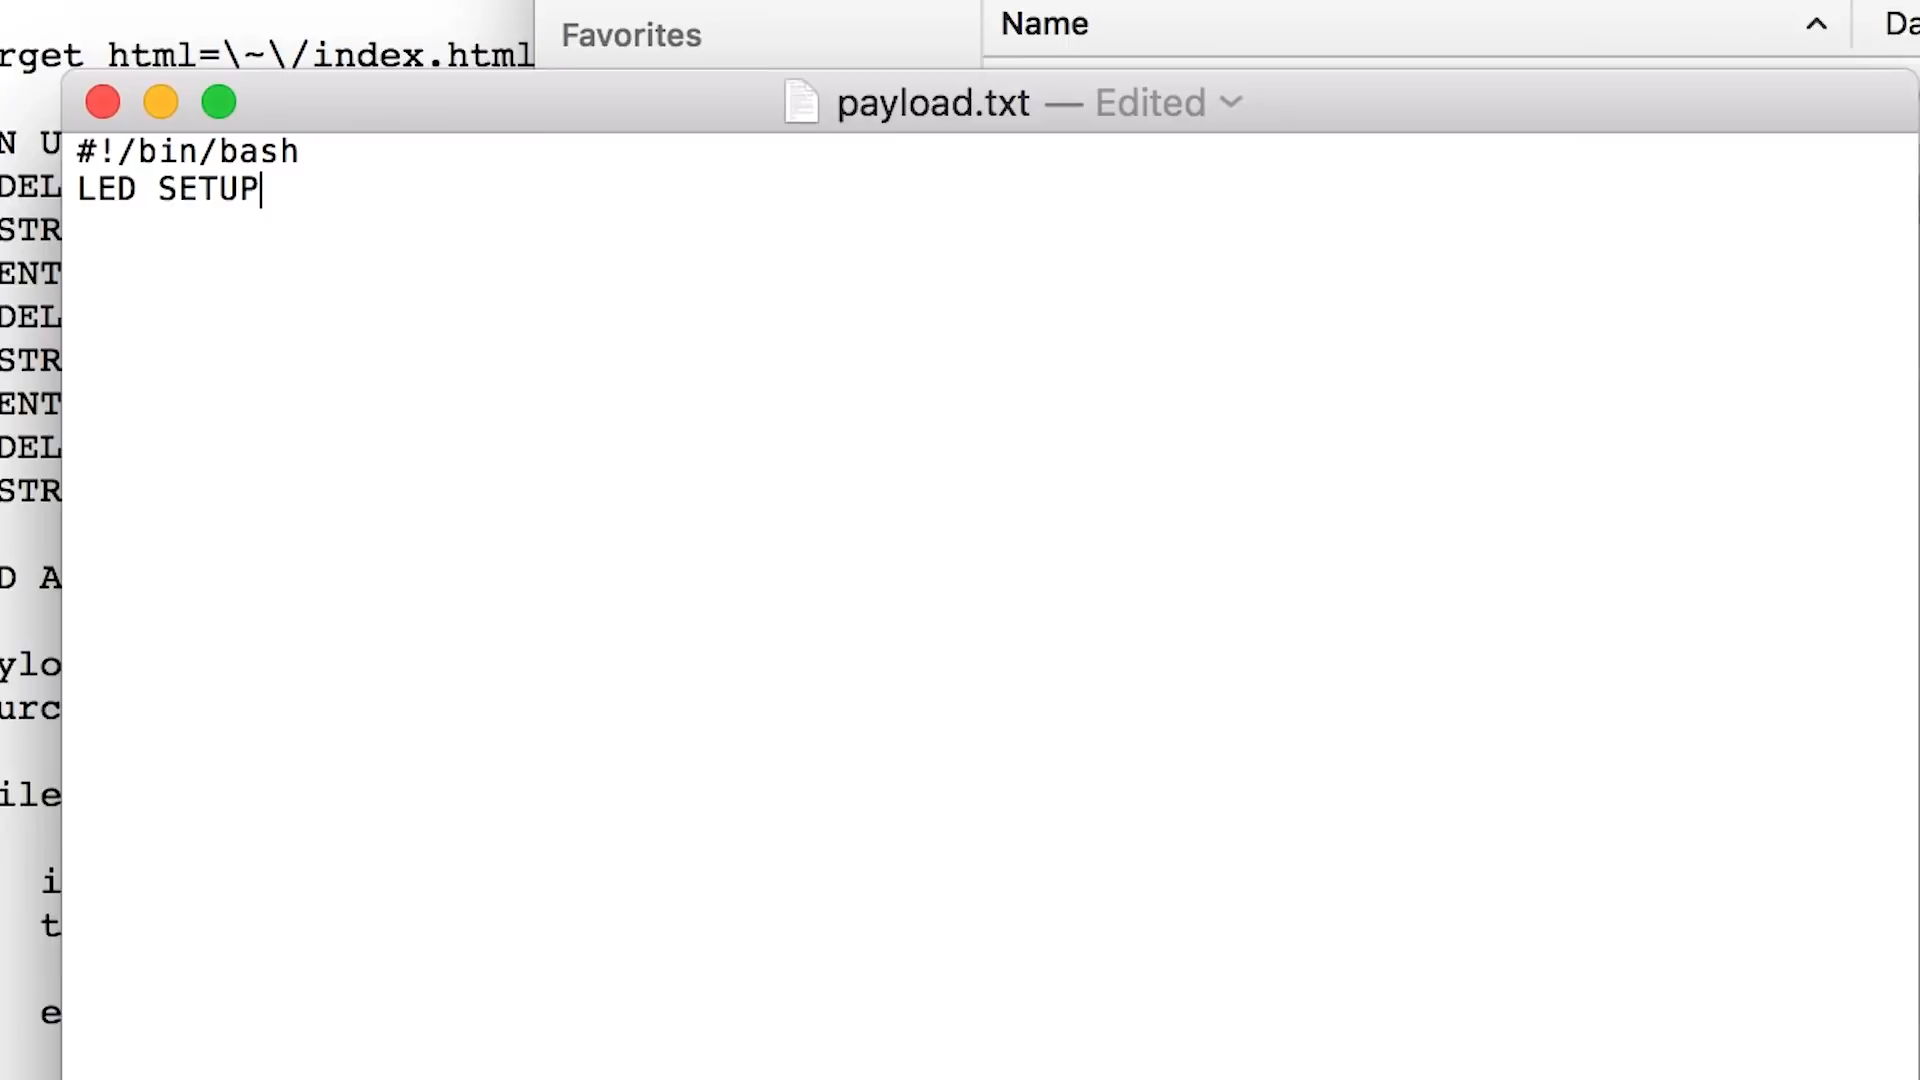 Favorites
Name
Da
rget html=\~\/index.html
payload.txt — Edited
#!/bin/bash
LED SETUP
N U
DEL
STR
ENT
DEL
STR
ENT
DEL
STR
D A
ylo
urc
ile
i
t
e